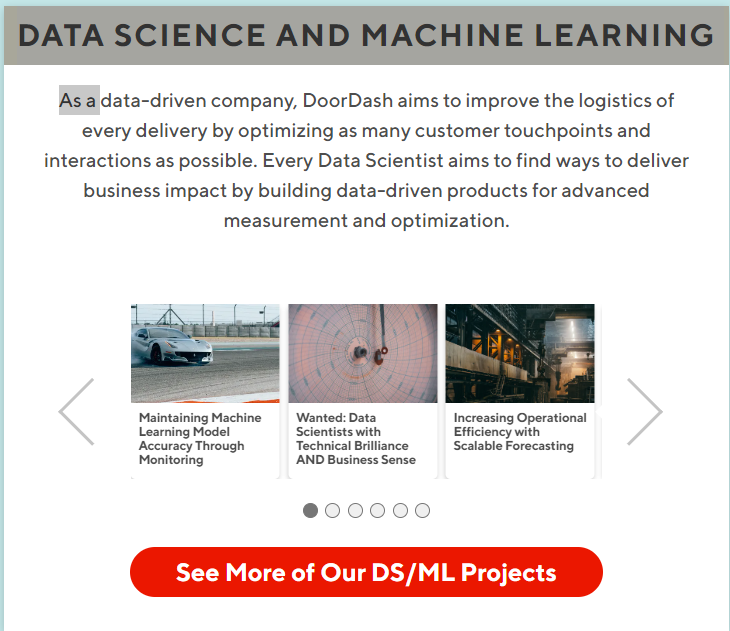 DATA SCIENCE AND MACHINE LEARNING
As a data-driven company, DoorDash aims to improve the logistics of
every delivery by optimizing as many customer touchpoints and
interactions as possible. Every Data Scientist aims to find ways to deliver
business impact by building data-driven products for advanced
measurement and optimization.
Maintaining Machine
Learning Model
Accuracy Through
Monitoring
Wanted: Data
Scientists with
Technical Brilliance
AND Business Sense
Increasing Operational
Efficiency with
Scalable Forecasting
See More of Our DS/ML Projects